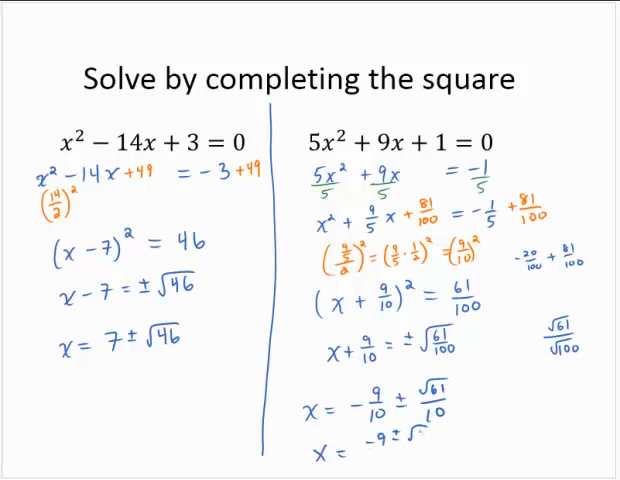 Solve by completing the square
x² − 14x + 3 = 0
x² − 14x + 49 = −3 + 49
(14/2)²
(x − 7)² = 46
x − 7 = ± √46
x = 7 ± √46
5x² + 9x + 1 = 0
5x²/5 + 9x/5 = −1/5
x² + 9/5 x + 81/100 = −1/5 + 81/100
((9/5)/2)² = (9/5 · 1/2)² = (9/10)²
−20/100 + 81/100
(x + 9/10)² = 61/100
x + 9/10 = ± √(61/100)
√61/√100
x = −9/10 ± √61/10
x = −9 ± √